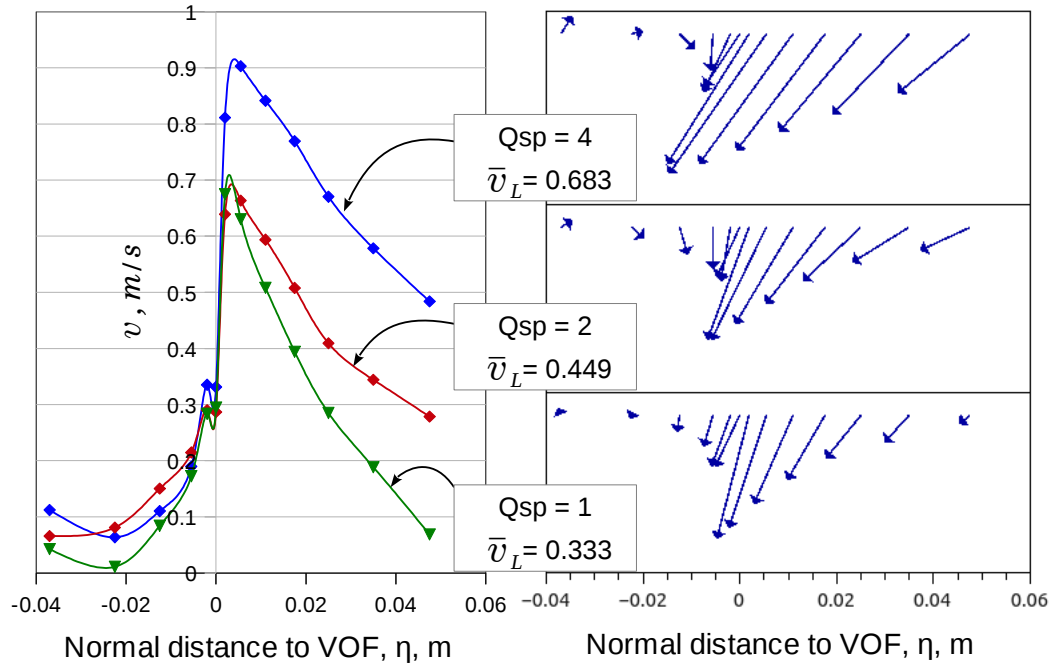 1
0.9
0.8
0.7
0.6
0.5
0.4
0.3
0.2
0.1
0
v , m/s
-0.04
-0.02
0
0.02
0.04
0.06
Normal distance to VOF, η, m
Qsp = 4
v̅L= 0.683
Qsp = 2
v̅L= 0.449
Qsp = 1
v̅L= 0.333
−0.04
−0.02
0
0.02
0.04
0.06
Normal distance to VOF, η, m